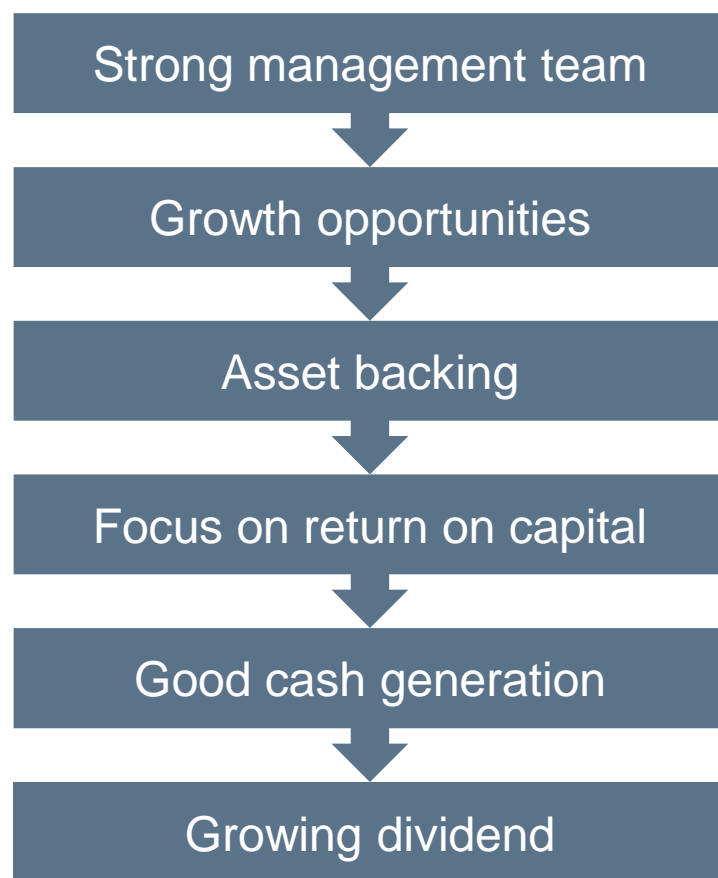 Strong management team
Growth opportunities
Asset backing
Focus on return on capital
Good cash generation
Growing dividend